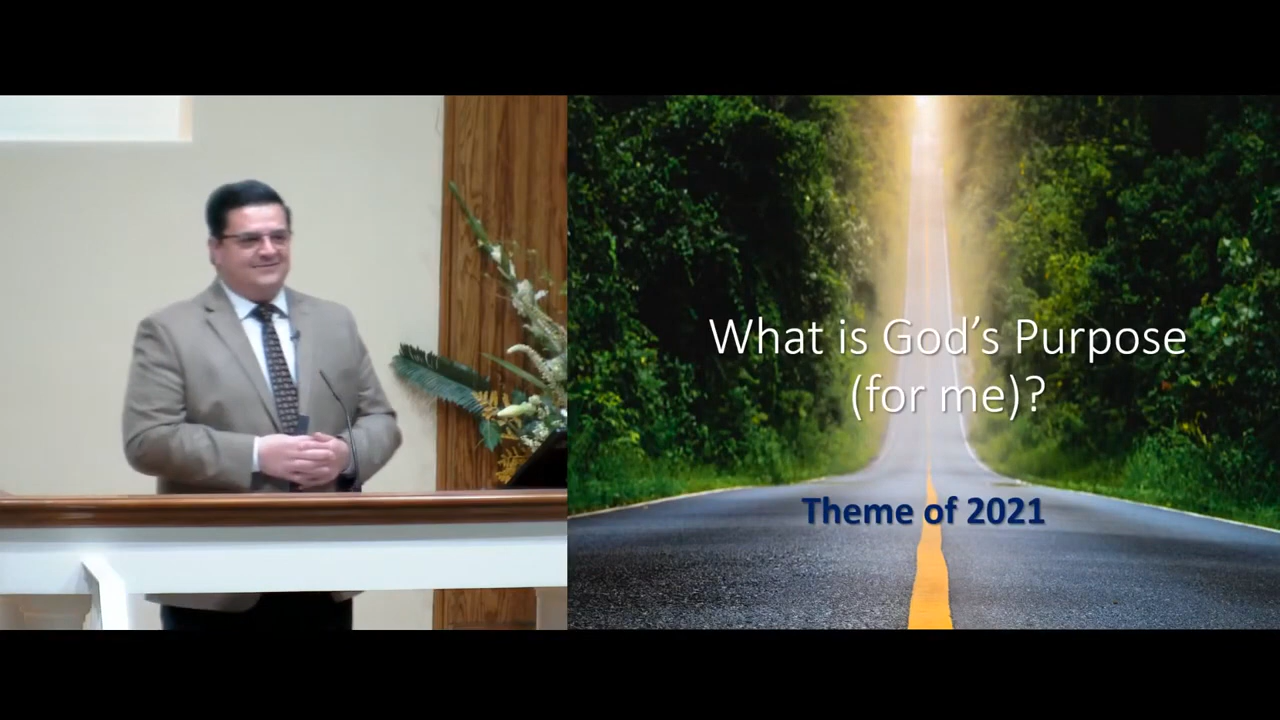 What is God’s Purpose
(for me)?
Theme of 2021